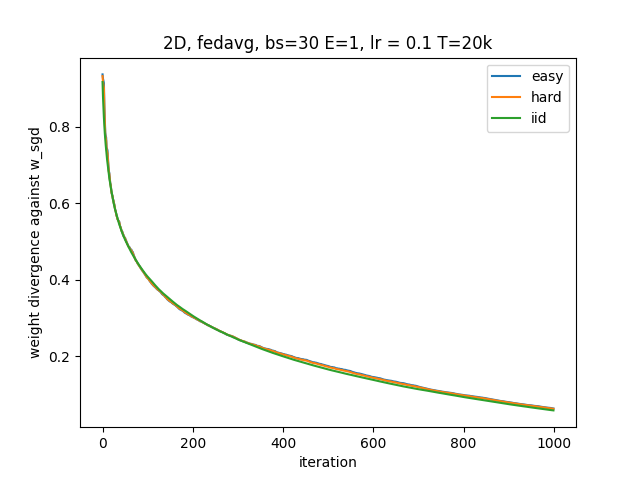 2D, fedavg, bs=30 E=1, lr = 0.1 T=20k
easy
hard
iid
weight divergence against w_sgd
0.8
0.6
0.4
0.2
0 200 400 600 800 1000
iteration